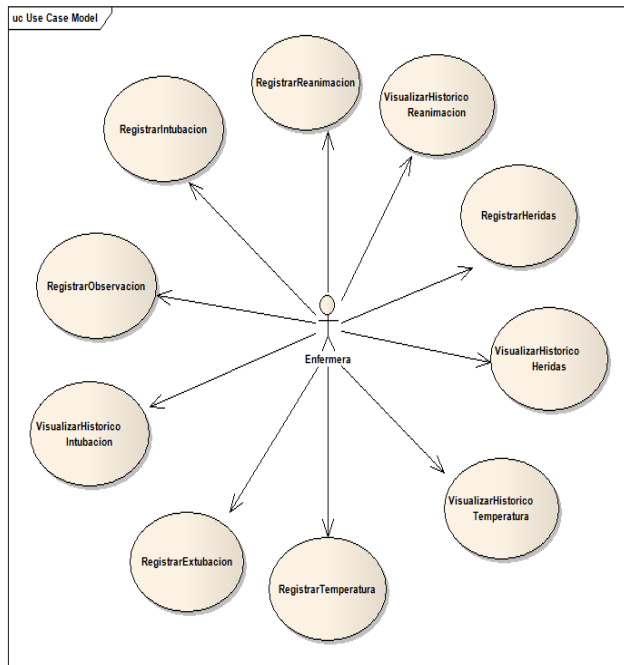 uc Use Case Model
RegistrarReanimacion
VisualizarHistorico
Reanimacion
RegistrarIntubacion
RegistrarHeridas
RegistrarObservacion
Enfermera
VisualizarHistorico
Heridas
VisualizarHistorico
Intubacion
VisualizarHistorico
Temperatura
RegistrarExtubacion
RegistrarTemperatura